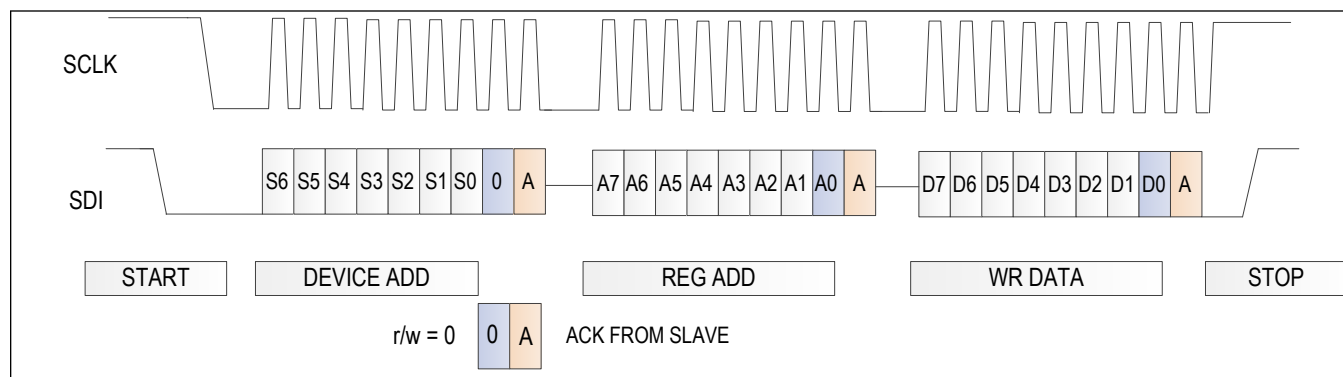 SCLK
SDI
S6 S5 S4 S3 S2 S1 S0 0 A A7 A6 A5 A4 A3 A2 A1 A0 A D7 D6 D5 D4 D3 D2 D1 D0 A
START DEVICE ADD REG ADD WR DATA STOP
r/w = 0 0 A ACK FROM SLAVE